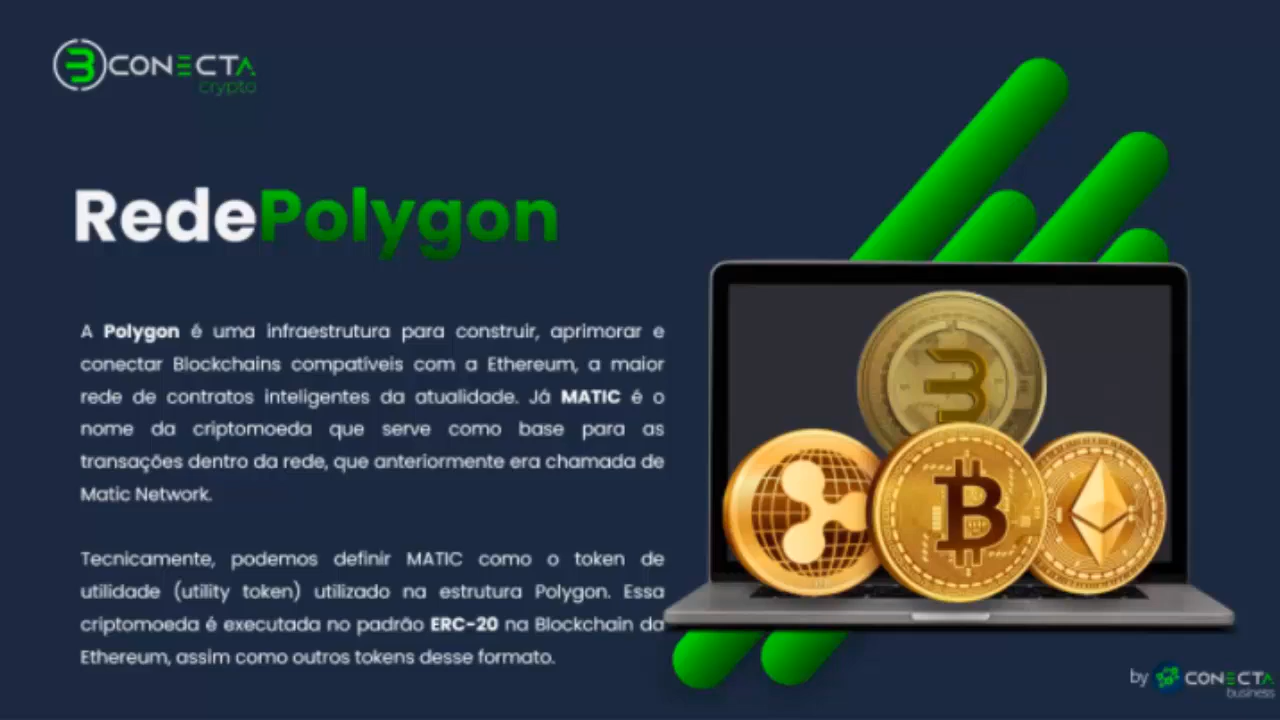 CONECTA
crypto
RedePolygon
A Polygon é uma infraestrutura para construir, aprimorar e
conectar Blockchains compatíveis com a Ethereum, a maior
rede de contratos inteligentes da atualidade. Já MATIC é o
nome da criptomoeda que serve como base para as
transações dentro da rede, que anteriormente era chamada de
Matic Network.
Tecnicamente, podemos definir MATIC como o token de
utilidade (utility token) utilizado na estrutura Polygon. Essa
criptomoeda é executada no padrão ERC-20 na Blockchain da
Ethereum, assim como outros tokens desse formato.
by CONECTA
business